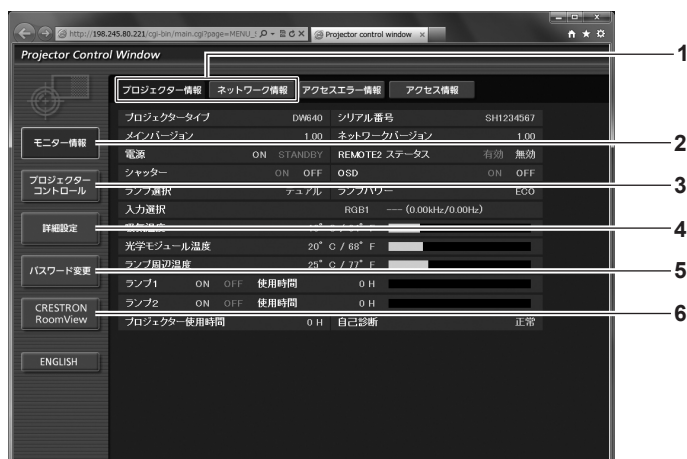 http://198.245.80.221/cgi-bin/main.cgi?page=MENU_
Projector control window
Projector Control Window
1
プロジェクター情報 ネットワーク情報 アクセスエラー情報 アクセス情報
プロジェクタータイプ DW640 シリアル番号 SH1234567
メインバージョン 1.00 ネットワークバージョン 1.00
モニター情報
2
電源 ON STANDBY REMOTE2 ステータス 有効 無効
シャッター ON OFF OSD ON OFF
プロジェクター
コントロール
3
ランプ選択 デュアル ランプパワー ECO
入力選択 RGB1 --- (0.00kHz/0.00Hz)
詳細設定
4
吸気温度
光学モジュール温度 20° C / 68° F
ランプ周辺温度 25° C / 77° F
パスワード変更
5
ランプ1 ON OFF 使用時間 0 H
ランプ2 ON OFF 使用時間 0 H
CRESTRON
RoomView
6
プロジェクター使用時間 0 H 自己診断 正常
ENGLISH